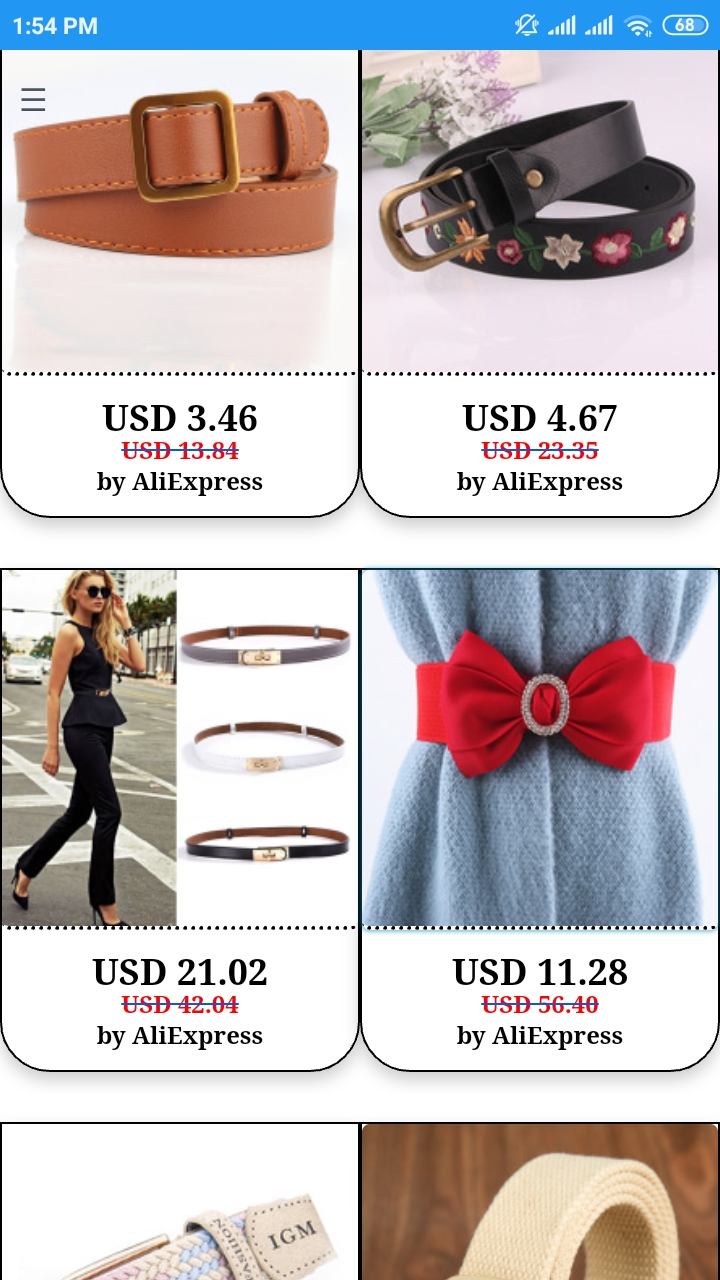 1:54 PM
68
USD 3.46
USD 13.84
by AliExpress
USD 4.67
USD 23.35
by AliExpress
USD 21.02
USD 42.04
by AliExpress
USD 11.28
USD 56.40
by AliExpress
IGM
FASHION